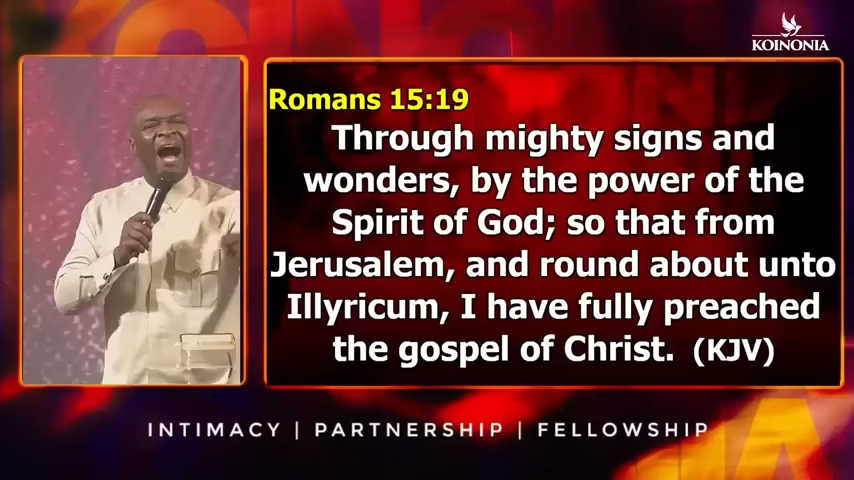 KOINONIA
Romans 15:19
Through mighty signs and
wonders, by the power of the
Spirit of God; so that from
Jerusalem, and round about unto
Illyricum, I have fully preached
the gospel of Christ. (KJV)
INTIMACY | PARTNERSHIP | FELLOWSHIP